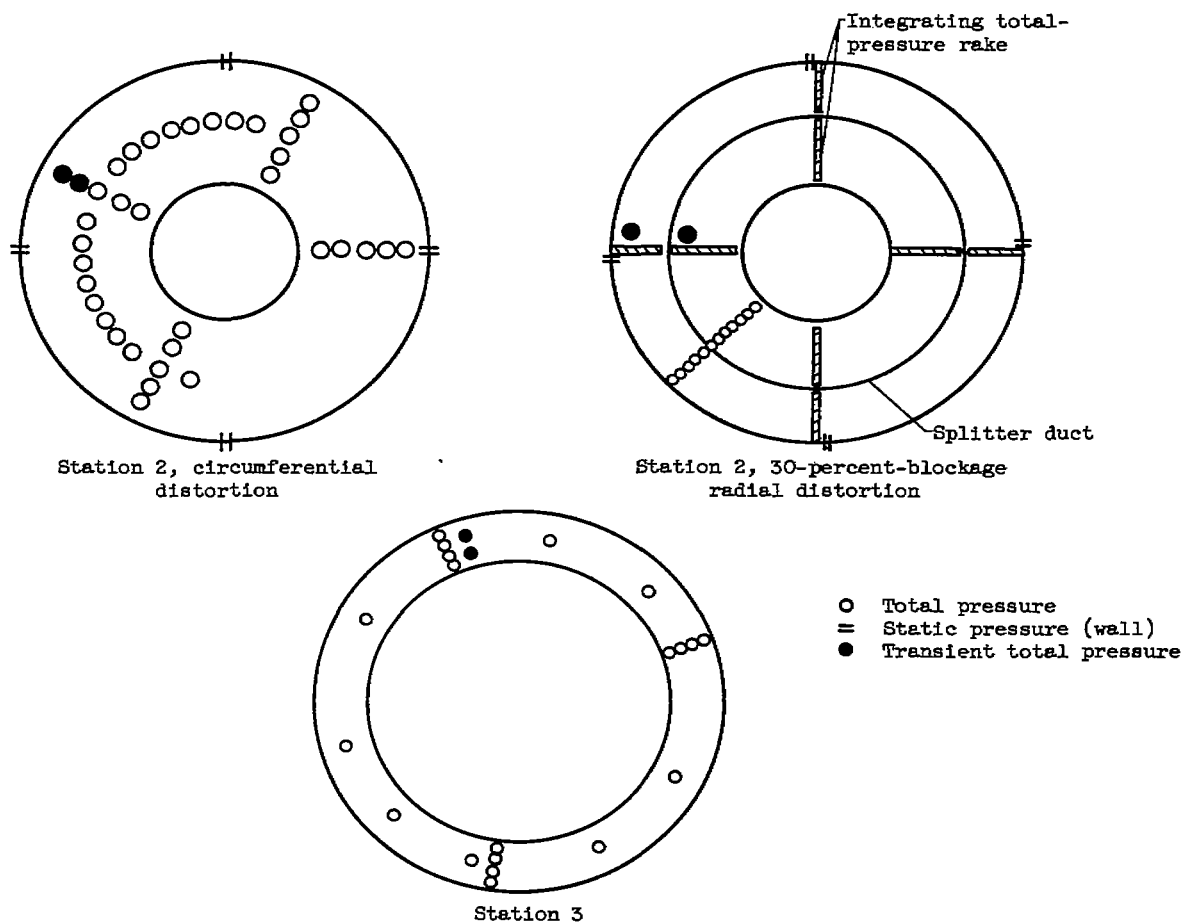 Integrating total-
pressure rake
Splitter duct
Station 2, circumferential
distortion
Station 2, 30-percent-blockage
radial distortion
Total pressure
Static pressure (wall)
Transient total pressure
Station 3